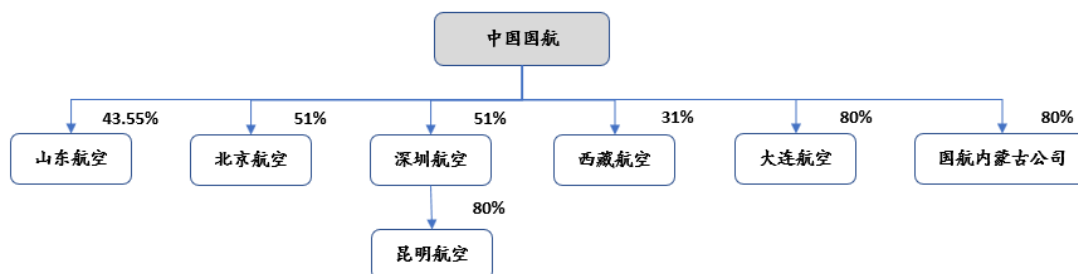 中国国航
43.55%
51%
51%
31%
80%
80%
山东航空
北京航空
深圳航空
西藏航空
大连航空
国航内蒙古公司
80%
昆明航空